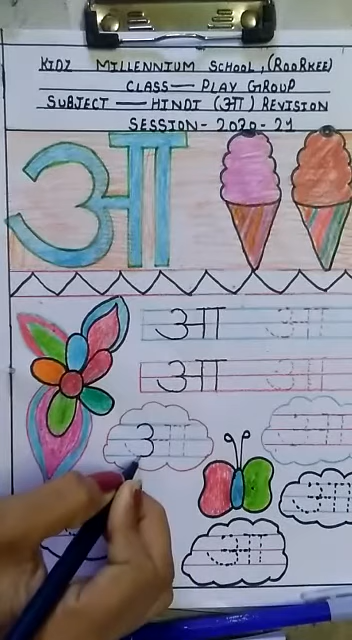 KIDZ MILLENNIUM SCHOOL, (ROORKEE)
CLASS — PLAY GROUP
SUBJECT — HINDI (आ) REVISION
SESSION - 2020 - 21
आ
आ आ
आ आ
आ आ
आ
आ